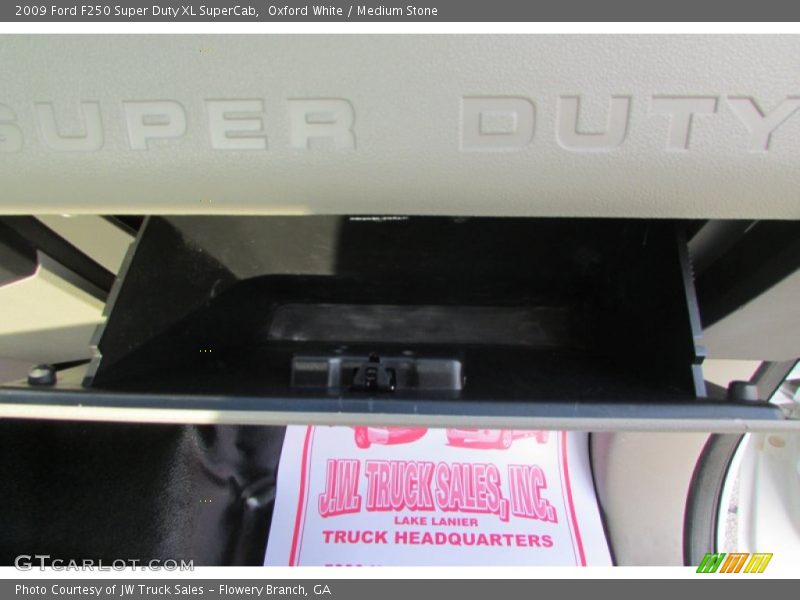 2009 Ford F250 Super Duty XL SuperCab, Oxford White / Medium Stone
SUPER DUTY
J.W. TRUCK SALES, INC.
LAKE LANIER
TRUCK HEADQUARTERS
GTCARLOT.COM
Photo Courtesy of JW Truck Sales - Flowery Branch, GA